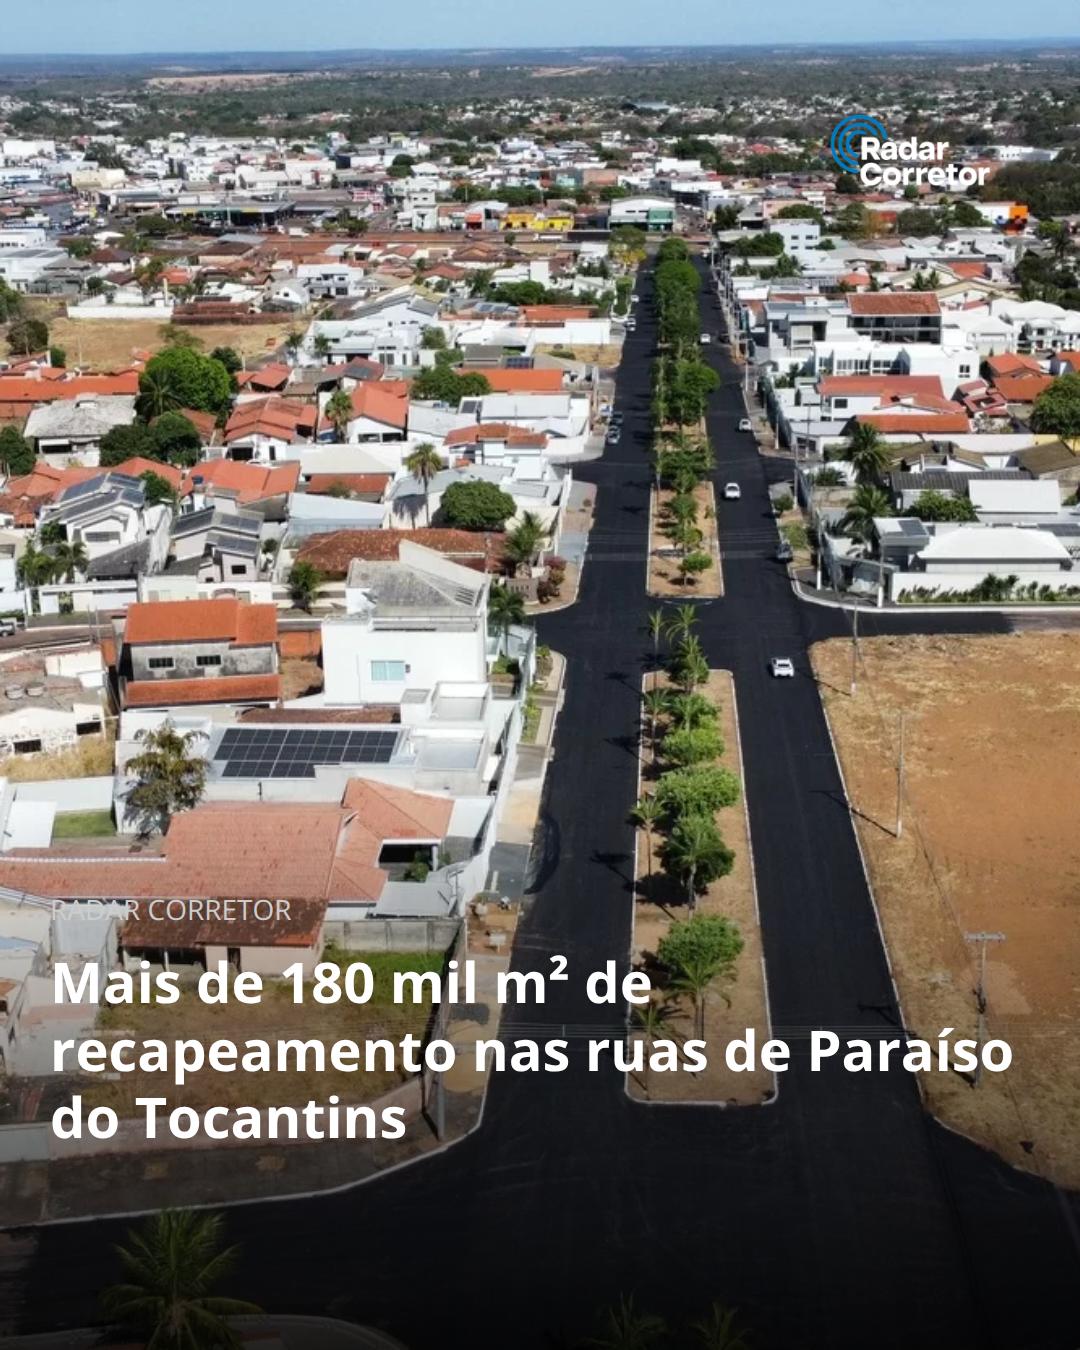 Radar
Corretor
RADAR CORRETOR
Mais de 180 mil m² de
recapeamento nas ruas de Paraíso
do Tocantins